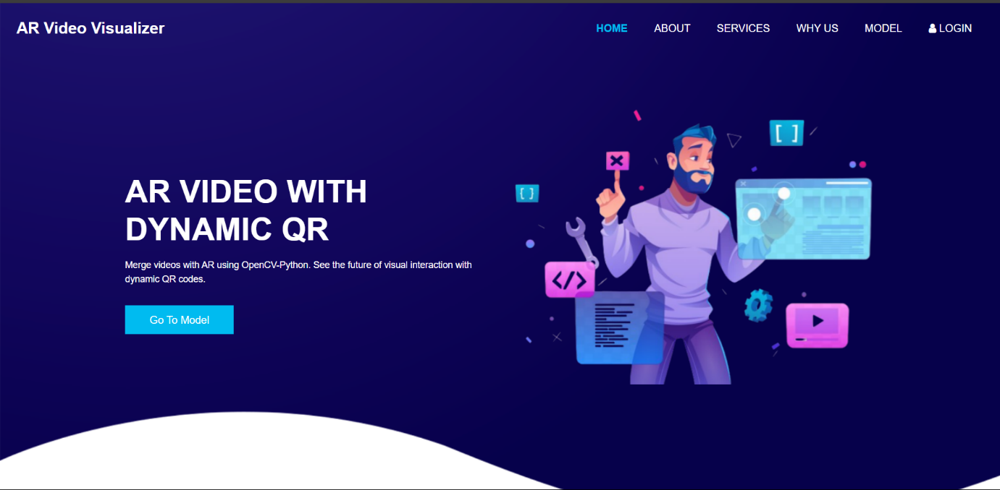 AR Video Visualizer
HOME ABOUT SERVICES WHY US MODEL LOGIN
AR VIDEO WITH
DYNAMIC QR
Merge videos with AR using OpenCV-Python. See the future of visual interaction with
dynamic QR codes.
Go To Model
[ ]
[ ]
</>